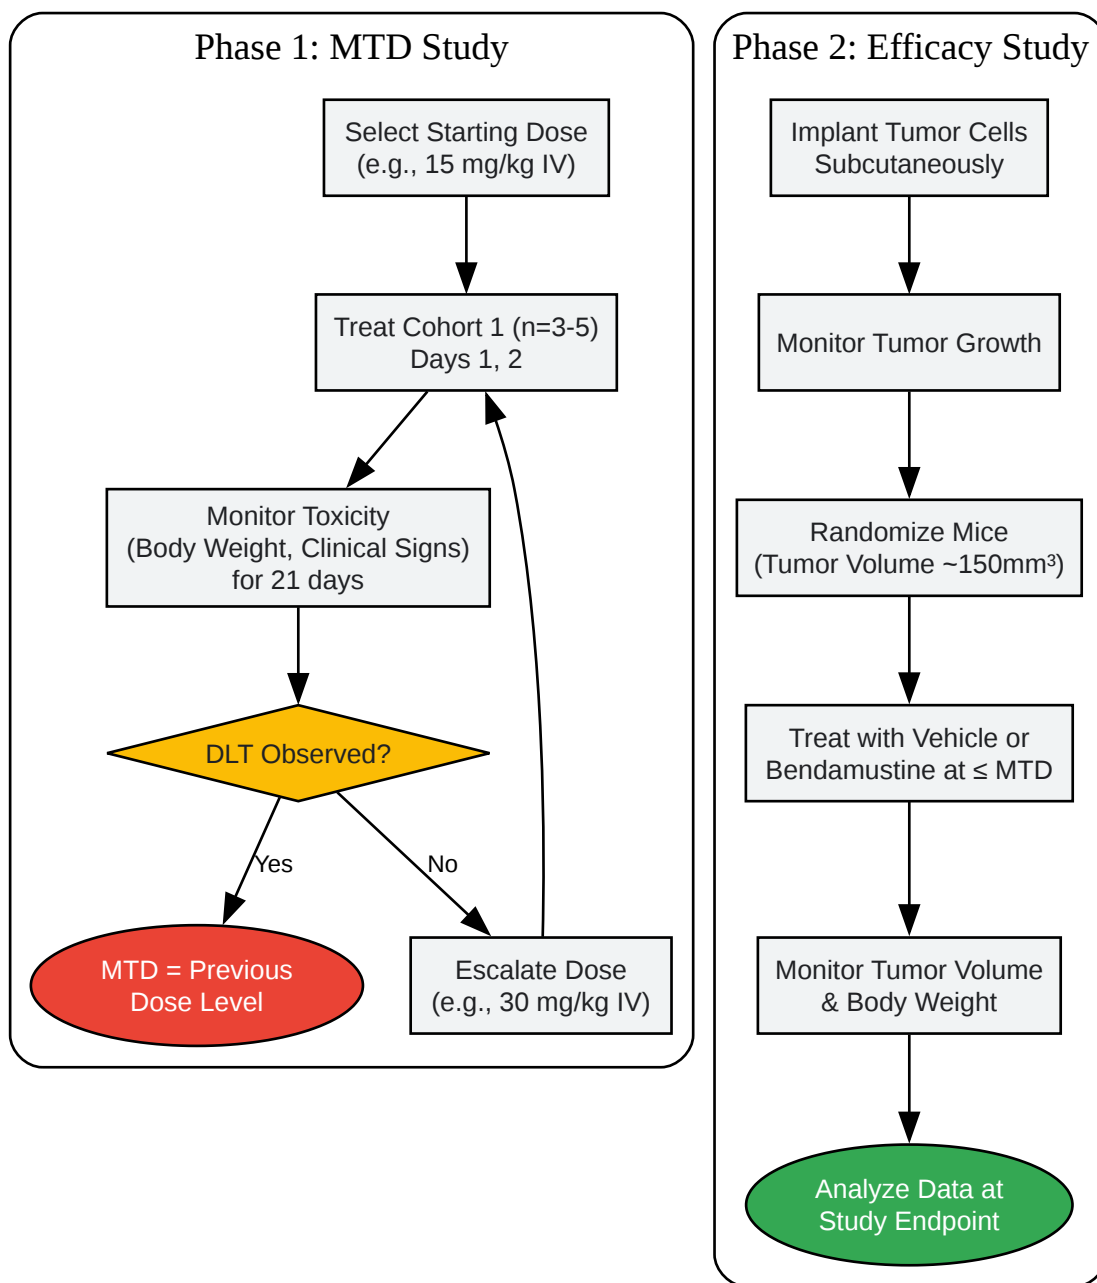 Phase 1: MTD Study
Select Starting Dose
(e.g., 15 mg/kg IV)
Treat Cohort 1 (n=3-5)
Days 1, 2
Monitor Toxicity
(Body Weight, Clinical Signs)
for 21 days
DLT Observed?
Yes
No
MTD = Previous
Dose Level
Escalate Dose
(e.g., 30 mg/kg IV)
Phase 2: Efficacy Study
Implant Tumor Cells
Subcutaneously
Monitor Tumor Growth
Randomize Mice
(Tumor Volume ~150mm³)
Treat with Vehicle or
Bendamustine at ≤ MTD
Monitor Tumor Volume
& Body Weight
Analyze Data at
Study Endpoint